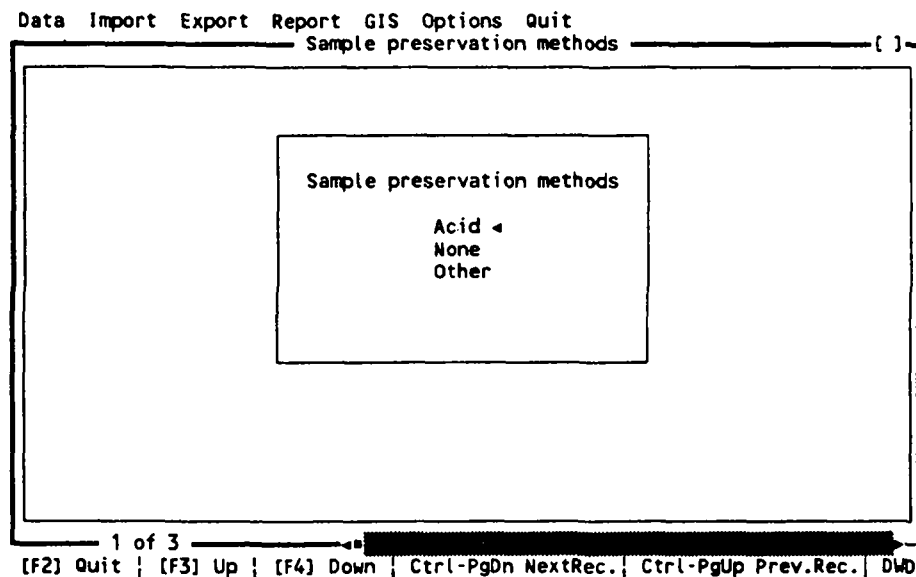 Data Import Export Report GIS Options Quit
Sample preservation methods [ ]
Sample preservation methods
Acid ◄
None
Other
1 of 3
[F2] Quit ¦ [F3] Up ¦ [F4] Down ¦ Ctrl-PgDn NextRec.¦ Ctrl-PgUp Prev.Rec.¦ DWD